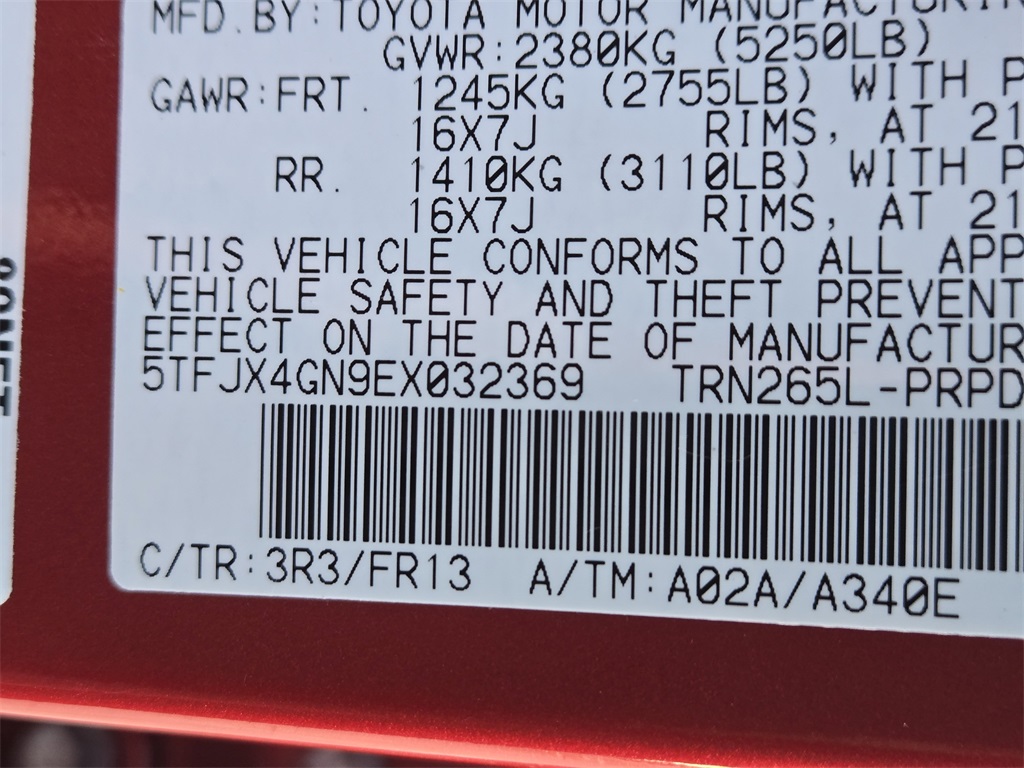 MFD.BY:TOYOTA MOTOR
GVWR:2380KG (5250LB)
GAWR:FRT. 1245KG (2755LB) WITH P
16X7J RIMS, AT 21
RR. 1410KG (3110LB) WITH P
16X7J RIMS, AT 21
THIS VEHICLE CONFORMS TO ALL APP
VEHICLE SAFETY AND THEFT PREVENT
EFFECT ON THE DATE OF MANUFACTUR
5TFJX4GN9EX032369 TRN265L-PRPD
C/TR:3R3/FR13 A/TM:A02A/A340E